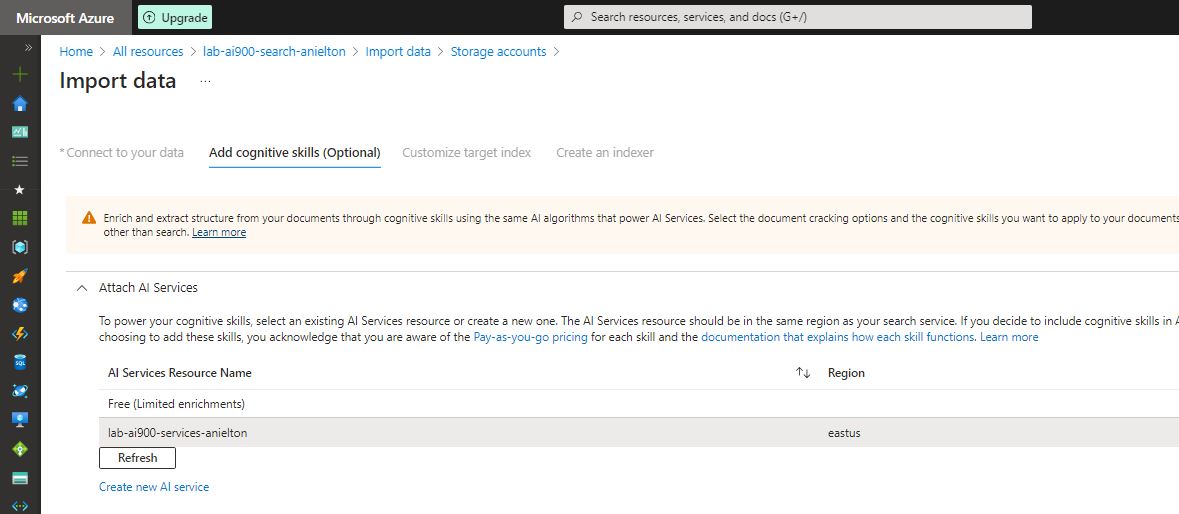 Microsoft Azure
Upgrade
Search resources, services, and docs (G+/)
Home > All resources > lab-ai900-search-anielton > Import data > Storage accounts >
Import data ...
* Connect to your data Add cognitive skills (Optional) Customize target index Create an indexer
Enrich and extract structure from your documents through cognitive skills using the same AI algorithms that power AI Services. Select the document cracking options and the cognitive skills you want to apply to your documents
other than search. Learn more
Attach AI Services
To power your cognitive skills, select an existing AI Services resource or create a new one. The AI Services resource should be in the same region as your search service. If you decide to include cognitive skills in A
choosing to add these skills, you acknowledge that you are aware of the Pay-as-you-go pricing for each skill and the documentation that explains how each skill functions. Learn more
AI Services Resource Name Region
Free (Limited enrichments)
lab-ai900-services-anielton eastus
Refresh
Create new AI service
SQL